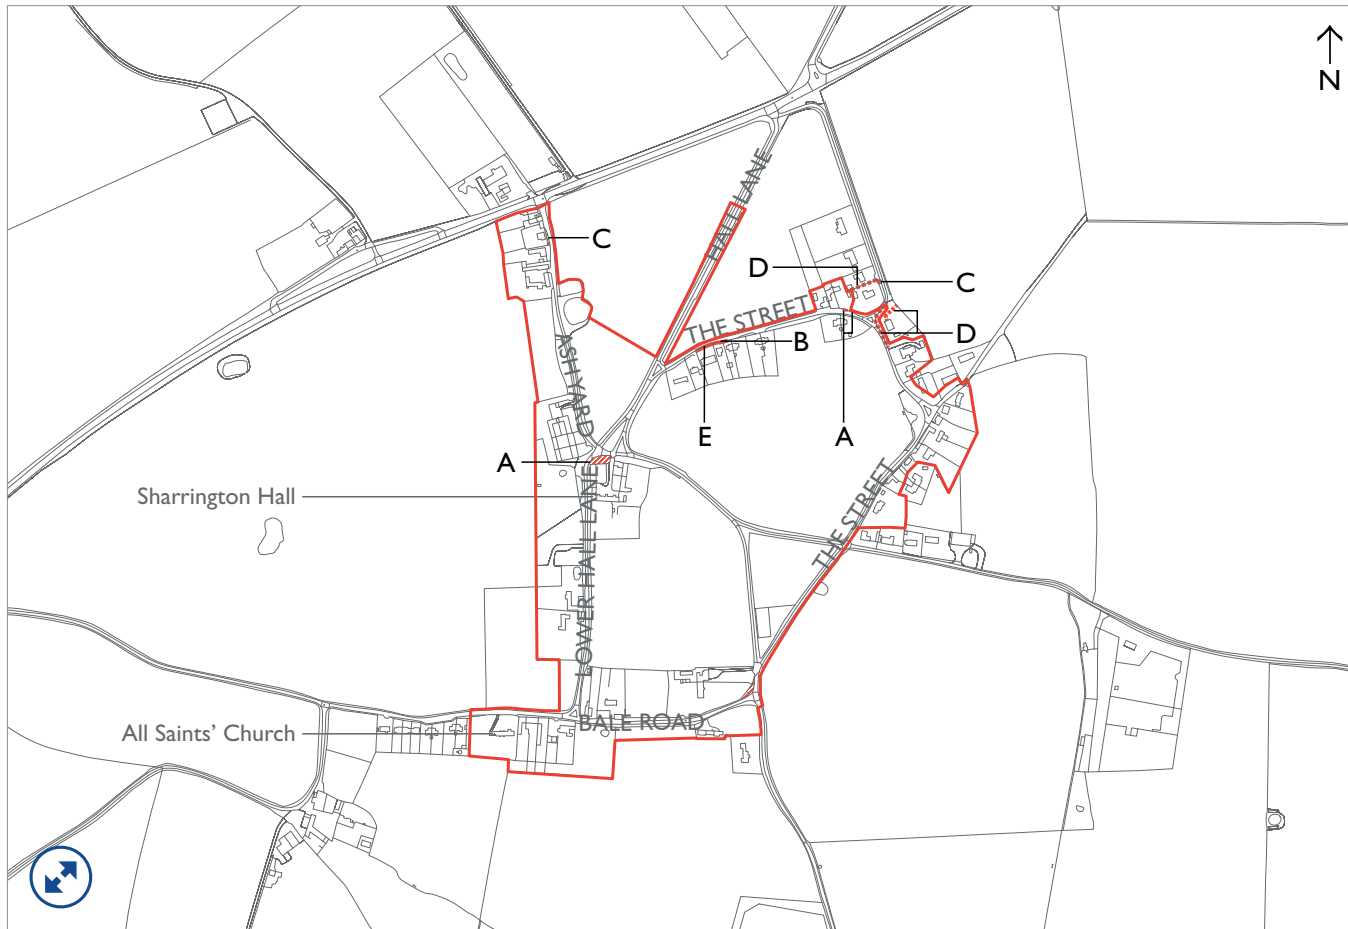 N
HALL LANE
C
D
C
THE STREET
B
D
ASH YARD
E
A
A
Sharrington Hall
LOWER HALL LANE
THE STREET
All Saints' Church
BALE ROAD